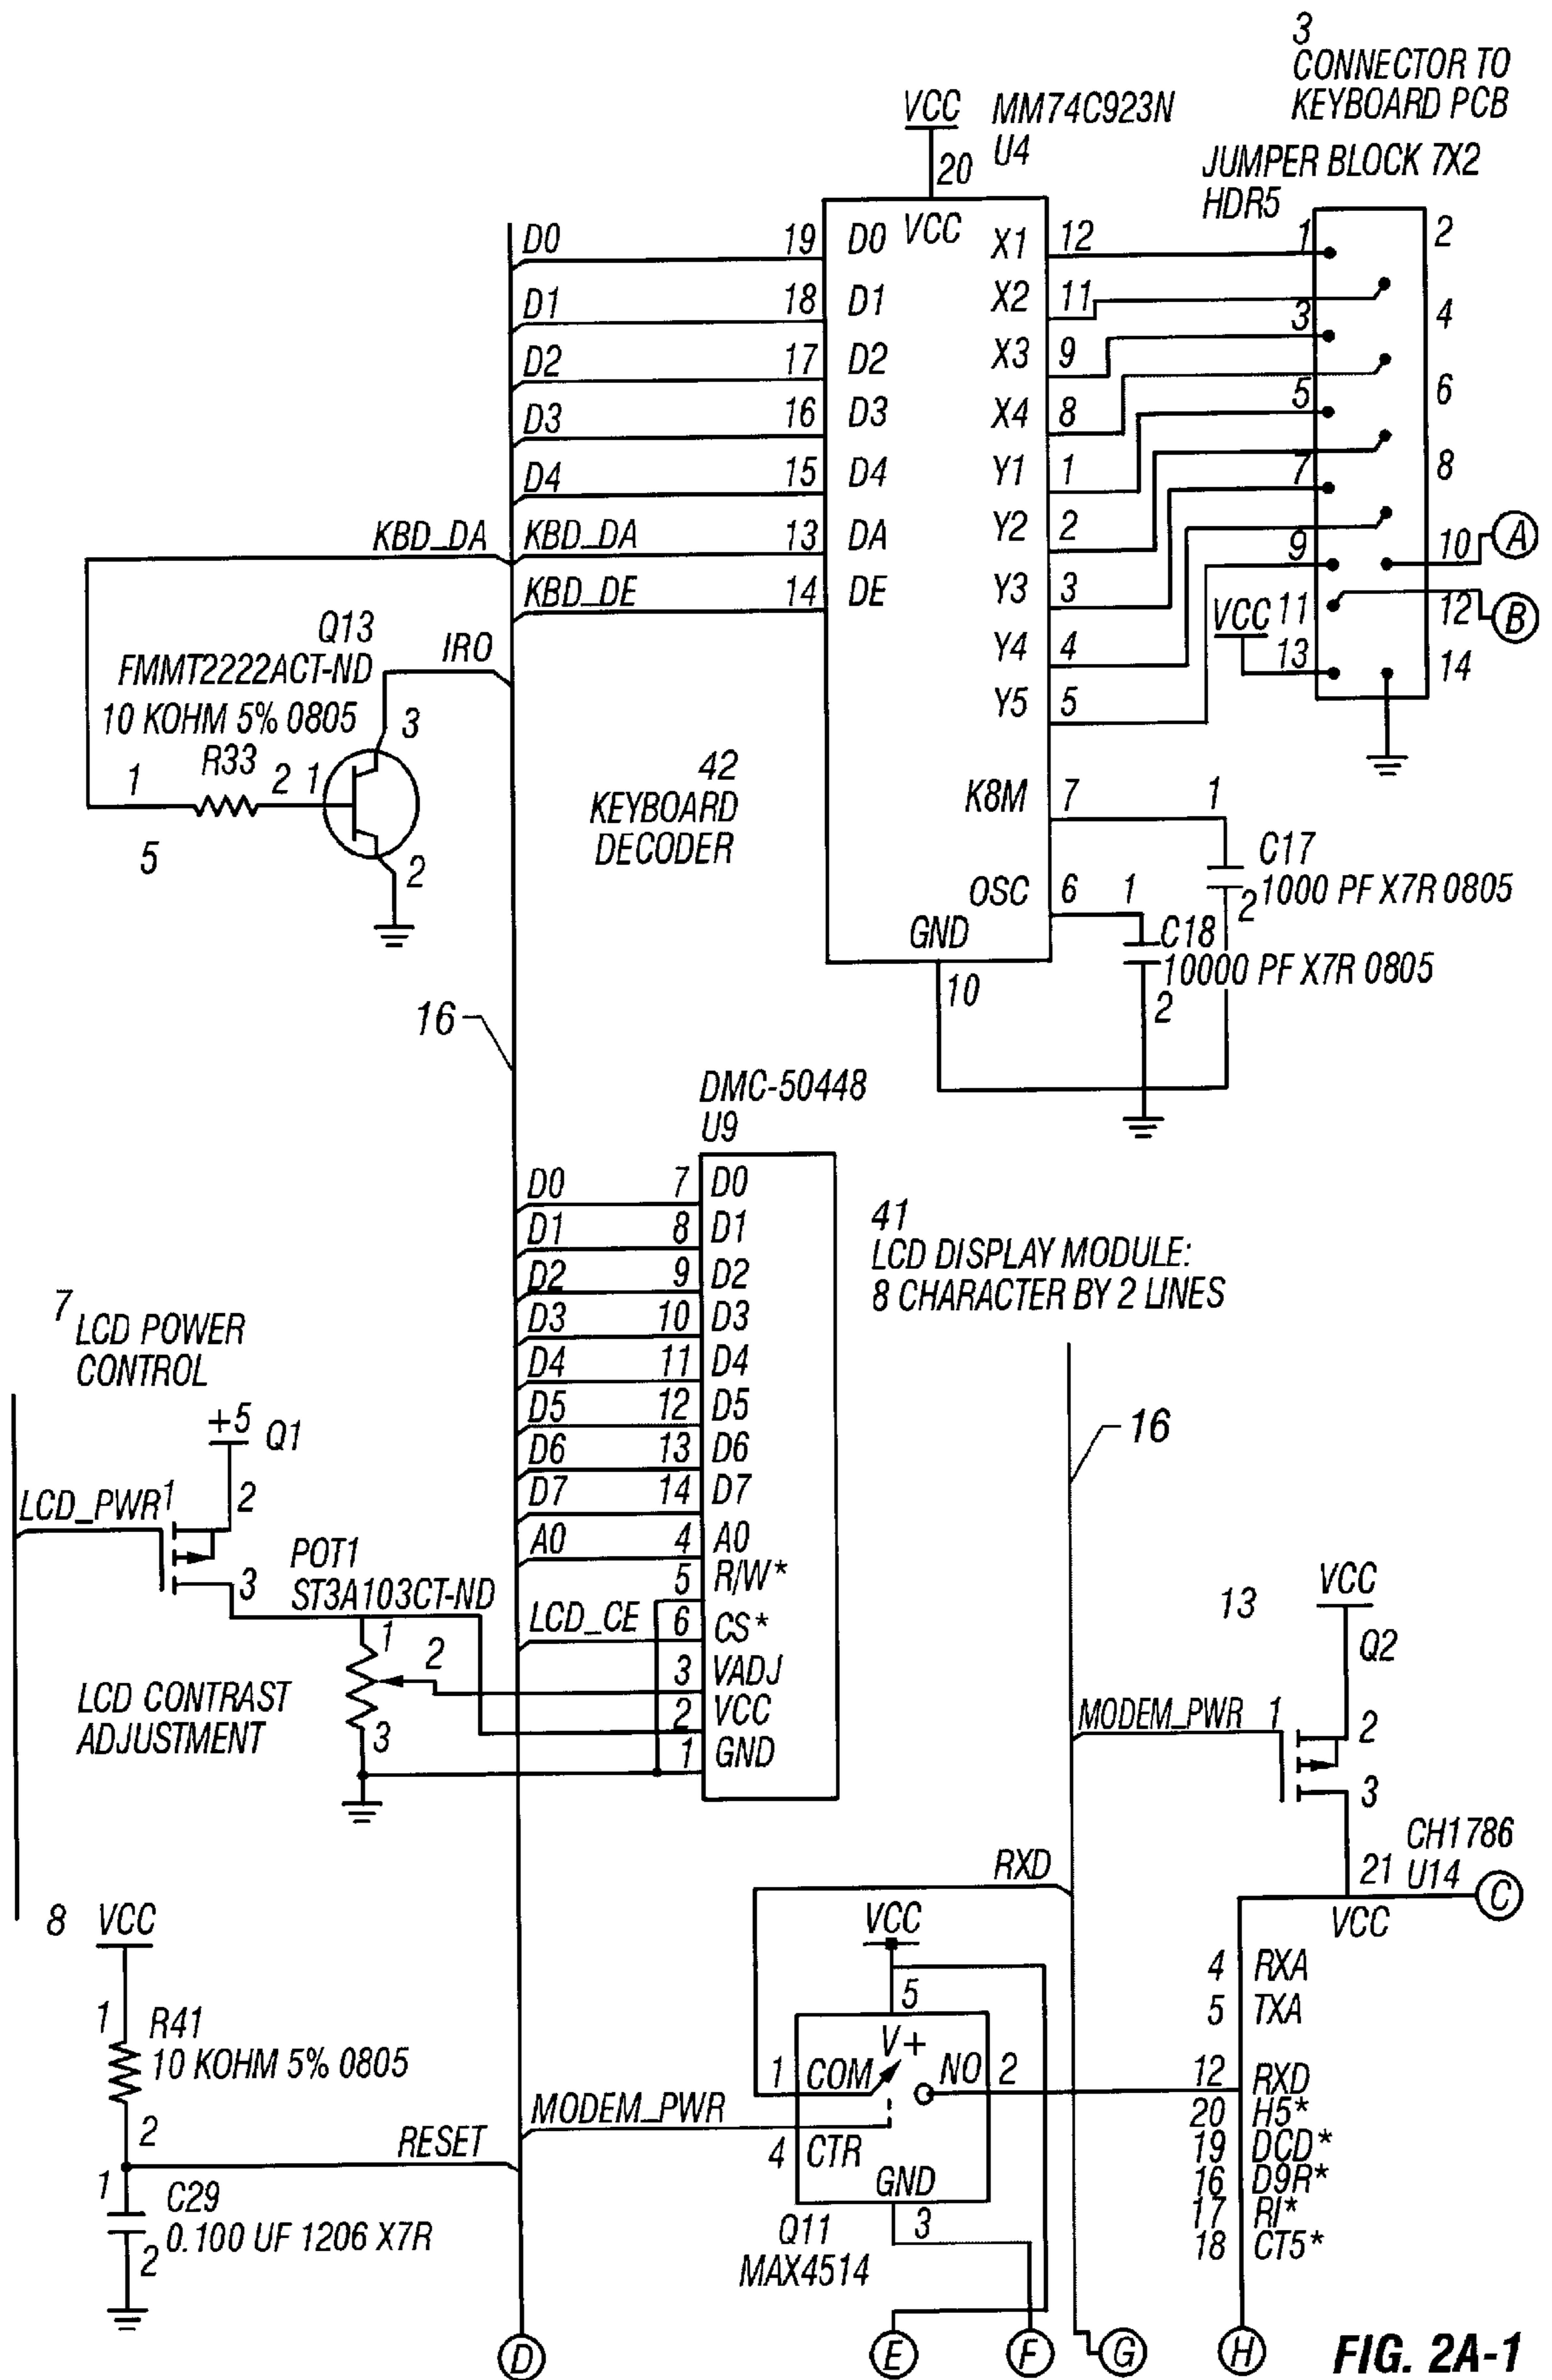 3
CONNECTOR TO
KEYBOARD PCB
VCC
MM74C923N
U4
20
JUMPER BLOCK 7X2
HDR5
D0 19 D0 VCC X1 12 1 2
D1 18 D1 X2 11 3 4
D2 17 D2 X3 9
D3 16 D3 X4 8 5 6
D4 15 D4 Y1 1 7 8
KBD_DA KBD_DA 13 DA Y2 2 9 10 A
KBD_DE 14 DE Y3 3 VCC 11 12 B
Q13 IRO Y4 4 13 14
FMMT2222ACT-ND
10 KOHM 5% 0805 3 Y5 5
1 R33 2 1
42
KEYBOARD
DECODER
K8M 7 1
5 2
C17
1000 PF X7R 0805
2
OSC 6 1
GND
C18
10000 PF X7R 0805
10 2
16
DMC-50448
U9
D0 7 D0
D1 8 D1
D2 9 D2
D3 10 D3
D4 11 D4
D5 12 D5
D6 13 D6
D7 14 D7
A0 4 A0
5 R/W*
LCD_CE 6 CS*
3 VADJ
2 VCC
1 GND
41
LCD DISPLAY MODULE:
8 CHARACTER BY 2 LINES
7
LCD POWER
CONTROL
+5 Q1
LCD_PWR 1 2
3
POT1
ST3A103CT-ND
1 2
3
LCD CONTRAST
ADJUSTMENT
16
13 VCC
Q2
MODEM_PWR 1 2
3
CH1786
21 U14 C
VCC
RXD
8 VCC
1 R41
10 KOHM 5% 0805
2
RESET
1 C29
0.100 UF 1206 X7R
2
VCC
5
V+
1 COM NO 2
MODEM_PWR
4 CTR
GND
3
Q11
MAX4514
4 RXA
5 TXA
12 RXD
20 H5*
19 DCD*
16 D9R*
17 RI*
18 CT5*
D E F G H
FIG. 2A-1